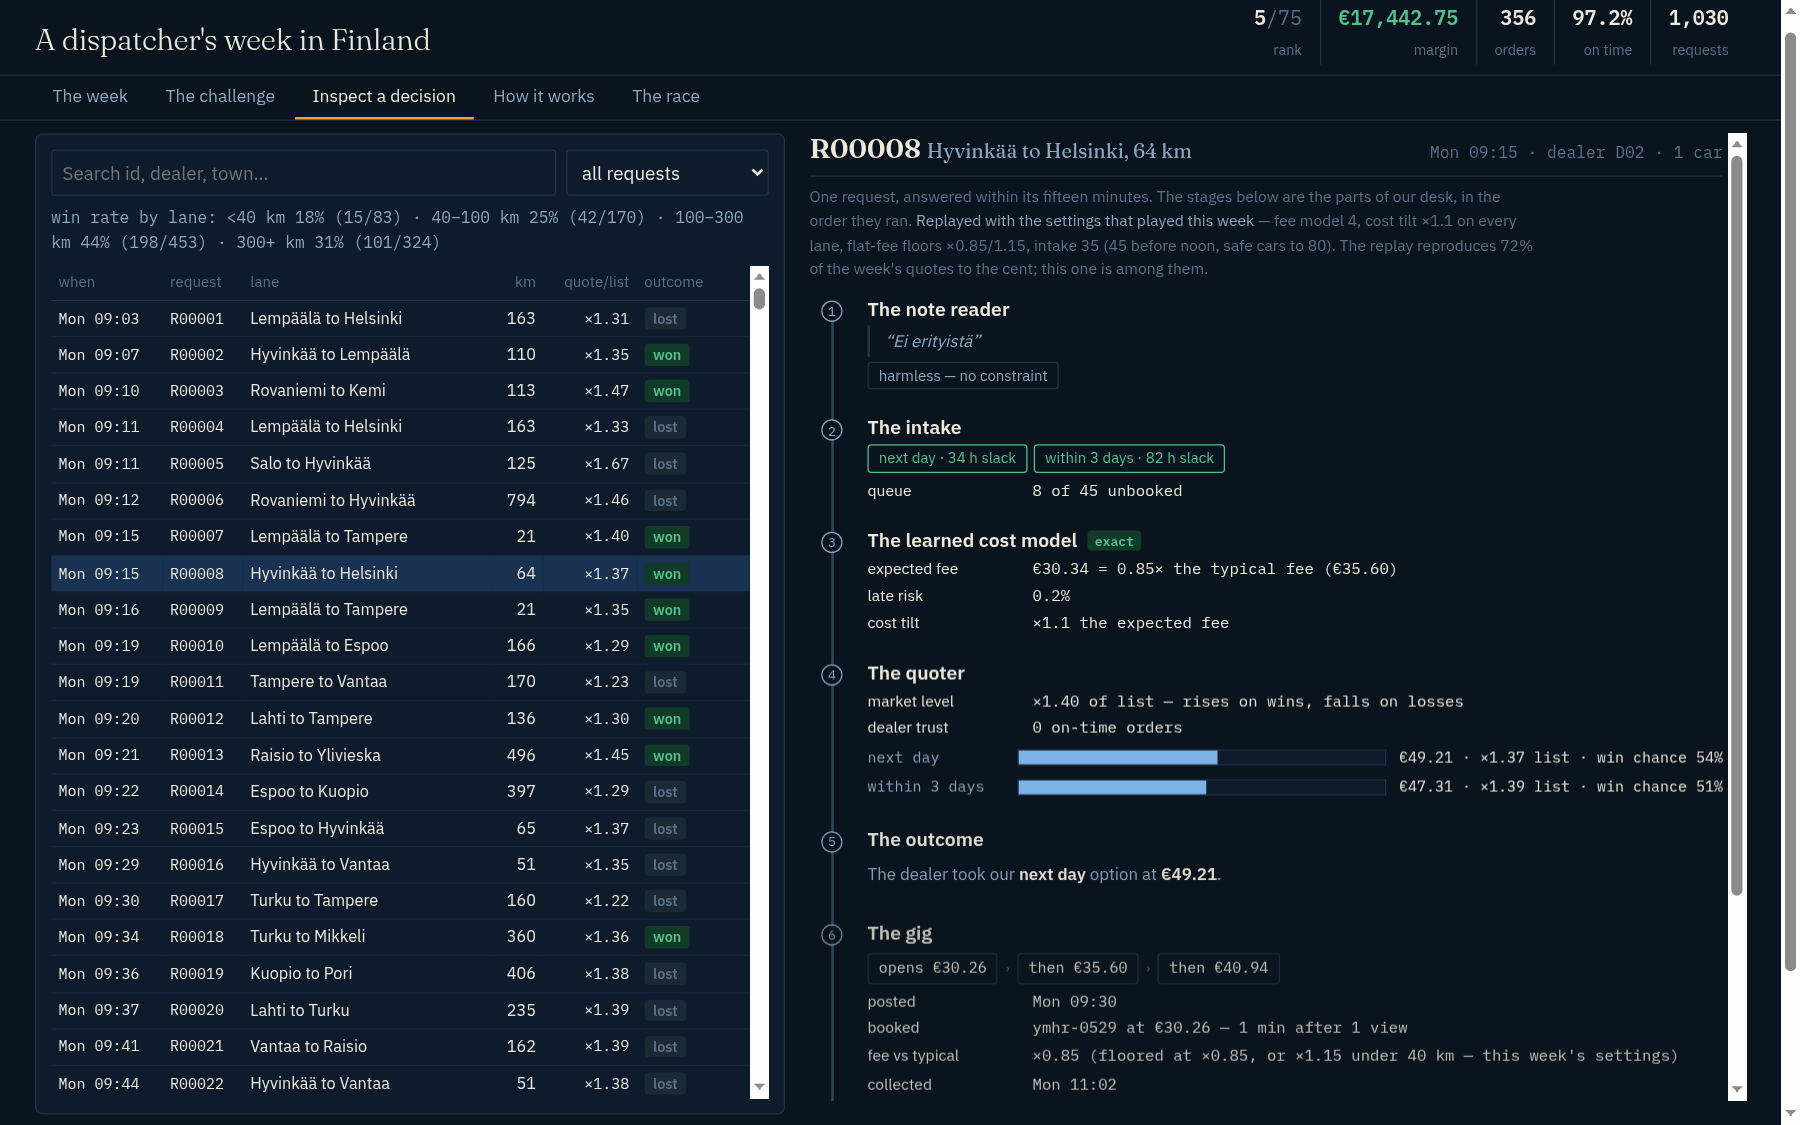 A dispatcher's week in Finland
5/75 €17,442.75 356 97.2% 1,030
rank margin orders on time requests
The week The challenge Inspect a decision How it works The race
Search id, dealer, town... all requests
win rate by lane: <40 km 18% (15/83) · 40–100 km 25% (42/170) · 100–300
km 44% (198/453) · 300+ km 31% (101/324)
when request lane km quote/list outcome
Mon 09:03 R00001 Lempäälä to Helsinki 163 ×1.31 lost
Mon 09:07 R00002 Hyvinkää to Lempäälä 110 ×1.35 won
Mon 09:10 R00003 Rovaniemi to Kemi 113 ×1.47 won
Mon 09:11 R00004 Lempäälä to Helsinki 163 ×1.33 lost
Mon 09:11 R00005 Salo to Hyvinkää 125 ×1.67 lost
Mon 09:12 R00006 Rovaniemi to Hyvinkää 794 ×1.46 lost
Mon 09:15 R00007 Lempäälä to Tampere 21 ×1.40 won
Mon 09:15 R00008 Hyvinkää to Helsinki 64 ×1.37 won
Mon 09:16 R00009 Lempäälä to Tampere 21 ×1.35 won
Mon 09:19 R00010 Lempäälä to Espoo 166 ×1.29 won
Mon 09:19 R00011 Tampere to Vantaa 170 ×1.23 lost
Mon 09:20 R00012 Lahti to Tampere 136 ×1.30 won
Mon 09:21 R00013 Raisio to Ylivieska 496 ×1.45 won
Mon 09:22 R00014 Espoo to Kuopio 397 ×1.29 lost
Mon 09:23 R00015 Espoo to Hyvinkää 65 ×1.37 lost
Mon 09:29 R00016 Hyvinkää to Vantaa 51 ×1.35 lost
Mon 09:30 R00017 Turku to Tampere 160 ×1.22 lost
Mon 09:34 R00018 Turku to Mikkeli 360 ×1.36 won
Mon 09:36 R00019 Kuopio to Pori 406 ×1.38 lost
Mon 09:37 R00020 Lahti to Turku 235 ×1.39 lost
Mon 09:41 R00021 Vantaa to Raisio 162 ×1.39 lost
Mon 09:44 R00022 Hyvinkää to Vantaa 51 ×1.38 lost
R00008 Hyvinkää to Helsinki, 64 km Mon 09:15 · dealer D02 · 1 car
One request, answered within its fifteen minutes. The stages below are the parts of our desk, in the
order they ran. Replayed with the settings that played this week — fee model 4, cost tilt ×1.1 on every
lane, flat-fee floors ×0.85/1.15, intake 35 (45 before noon, safe cars to 80). The replay reproduces 72%
of the week's quotes to the cent; this one is among them.
1 The note reader
“Ei erityistä”
harmless — no constraint
2 The intake
next day · 34 h slack within 3 days · 82 h slack
queue 8 of 45 unbooked
3 The learned cost model exact
expected fee €30.34 = 0.85× the typical fee (€35.60)
late risk 0.2%
cost tilt ×1.1 the expected fee
4 The quoter
market level ×1.40 of list — rises on wins, falls on losses
dealer trust 0 on-time orders
next day €49.21 · ×1.37 list · win chance 54%
within 3 days €47.31 · ×1.39 list · win chance 51%
5 The outcome
The dealer took our next day option at €49.21.
6 The gig
opens €30.26 › then €35.60 › then €40.94
posted Mon 09:30
booked ymhr-0529 at €30.26 — 1 min after 1 view
fee vs typical ×0.85 (floored at ×0.85, or ×1.15 under 40 km — this week's settings)
collected Mon 11:02